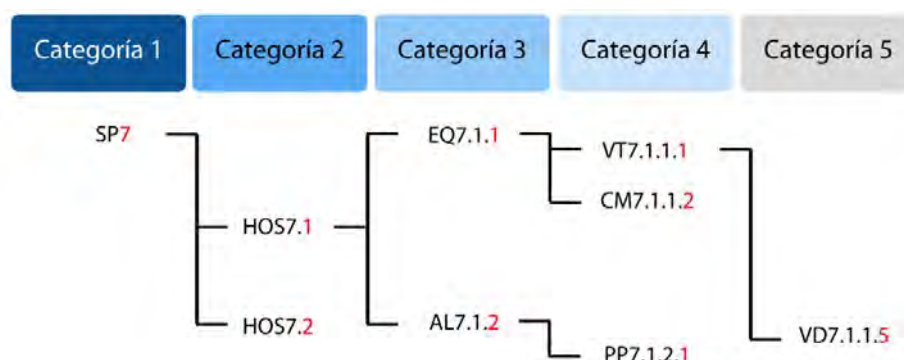 Categoría 1 Categoría 2 Categoría 3 Categoría 4 Categoría 5
SP7 EQ7.1.1
VT7.1.1.1
CM7.1.1.2
HOS7.1
HOS7.2 AL7.1.2
VD7.1.1.5
PP7.1.2.1